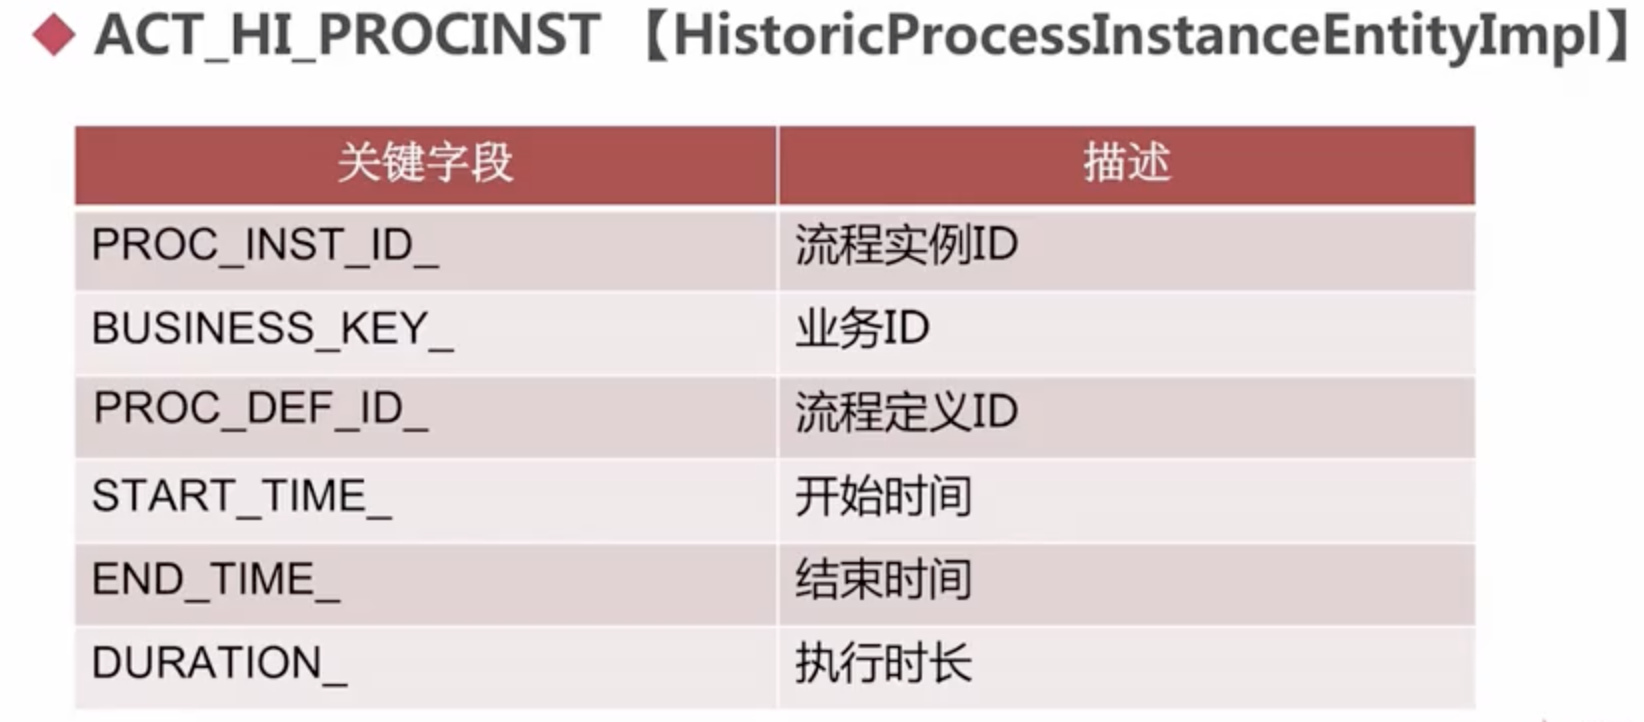 ACT_HI_PROCINST 【HistoricProcessInstanceEntityImpl】
关键字段 描述
PROC_INST_ID_ 流程实例ID
BUSINESS_KEY_ 业务ID
PROC_DEF_ID_ 流程定义ID
START_TIME_ 开始时间
END_TIME_ 结束时间
DURATION_ 执行时长